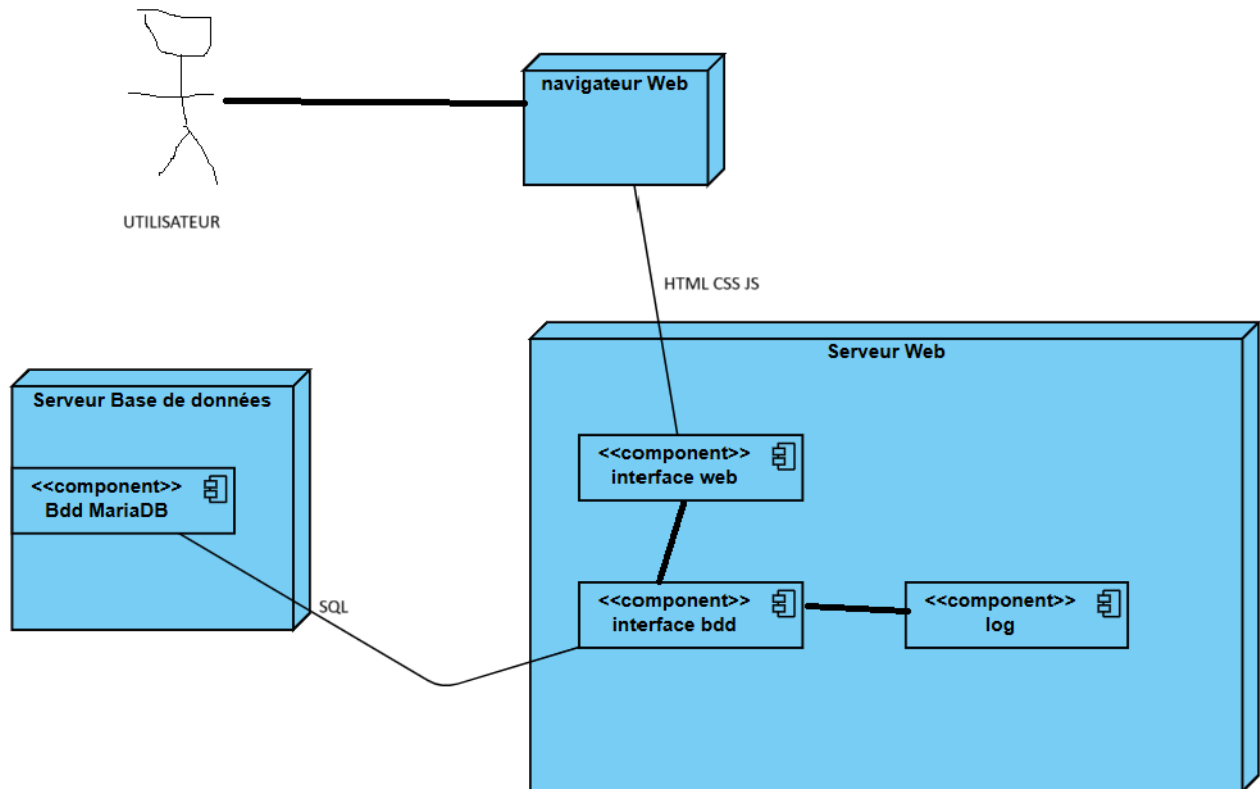 navigateur Web
UTILISATEUR
HTML CSS JS
Serveur Web
Serveur Base de données
<<component>>
interface web
<<component>>
Bdd MariaDB
SQL
<<component>>
interface bdd
<<component>>
log